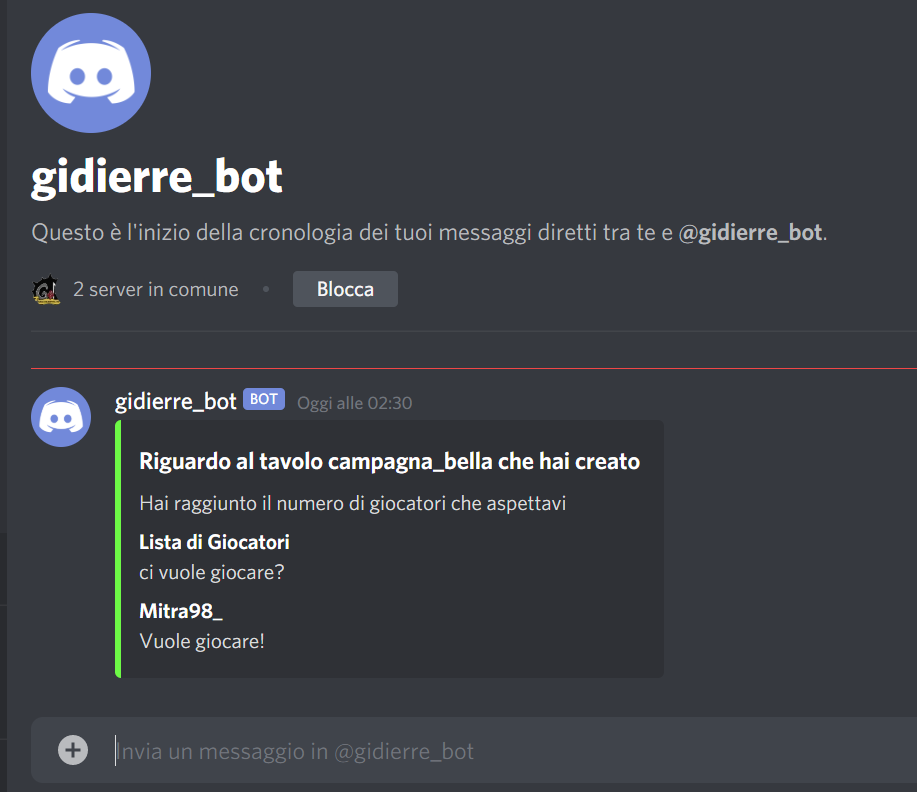 gidierre_bot
Questo è l'inizio della cronologia dei tuoi messaggi diretti tra te e @gidierre_bot.
2 server in comune • Blocca
gidierre_bot BOT Oggi alle 02:30
Riguardo al tavolo campagna_bella che hai creato
Hai raggiunto il numero di giocatori che aspettavi
Lista di Giocatori
ci vuole giocare?
Mitra98_
Vuole giocare!
Invia un messaggio in @gidierre_bot